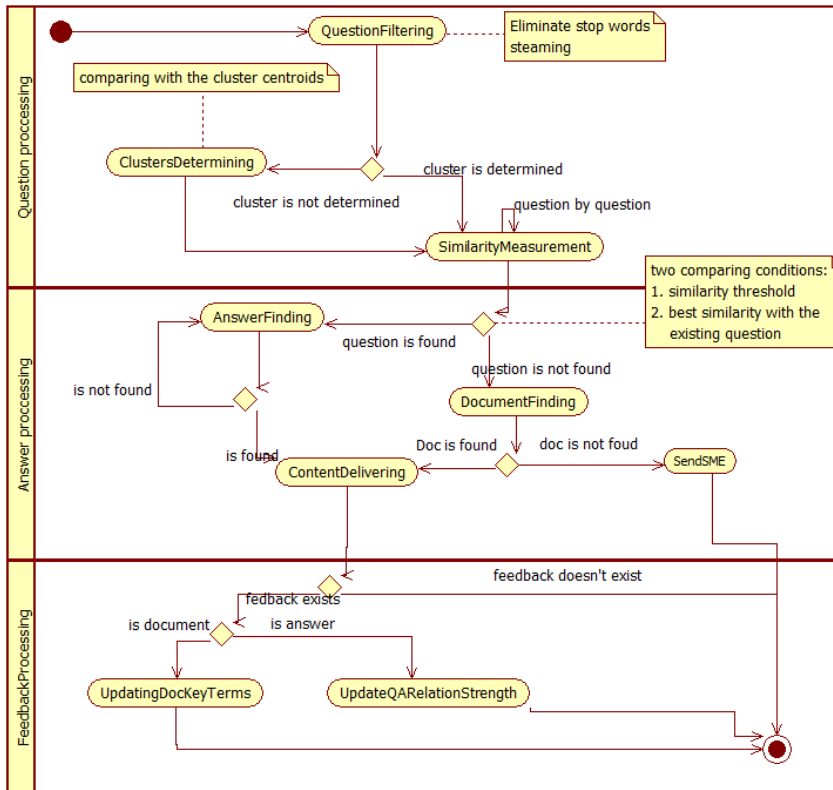 Question proccessing
QuestionFiltering
Eliminate stop words
steaming
comparing with the cluster centroids
ClustersDetermining
cluster is determined
cluster is not determined
question by question
SimilarityMeasurement
two comparing conditions:
1. similarity threshold
2. best similarity with the
existing question
Answer proccessing
AnswerFinding
question is found
question is not found
is not found
DocumentFinding
is found
Doc is found
doc is not foud
ContentDelivering
SendSME
FeedbackProcessing
feedback doesn't exist
fedback exists
is document
is answer
UpdatingDocKeyTerms
UpdateQARelationStrength